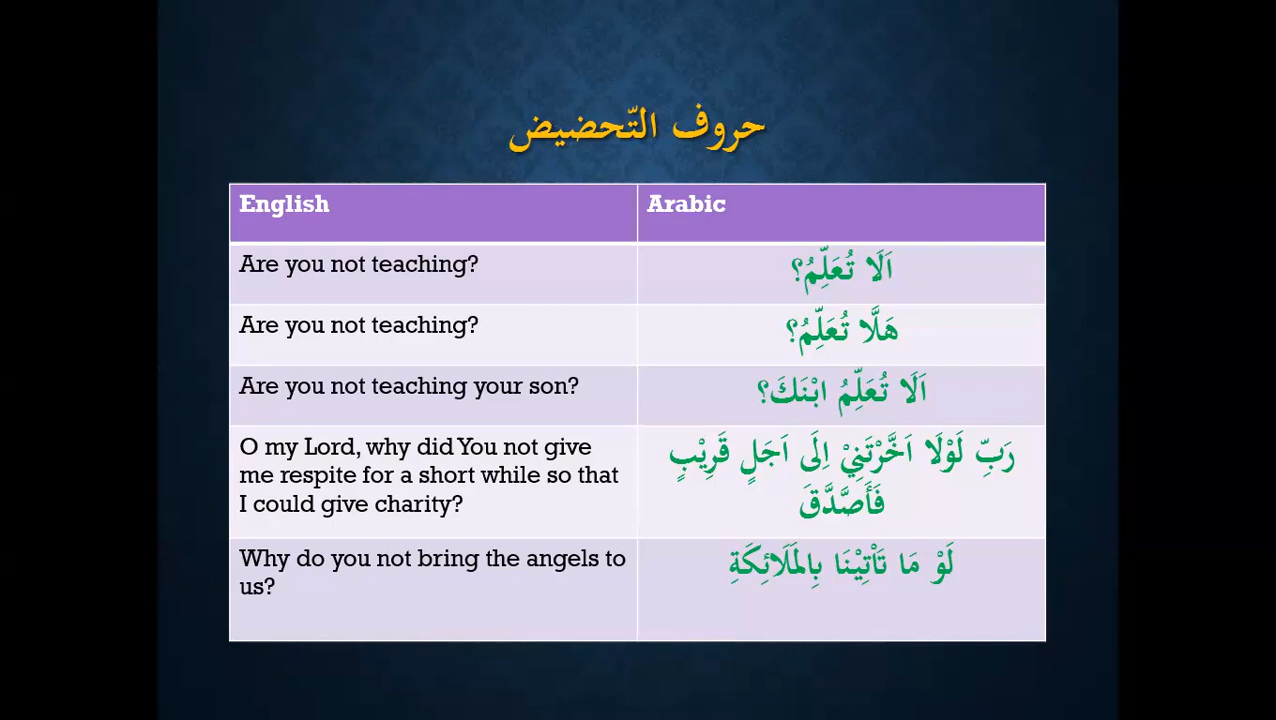 حروف التّحضيض
English
Arabic
Are you not teaching?
اَلَا تُعَلِّمُ؟
Are you not teaching?
هَلَّا تُعَلِّمُ؟
Are you not teaching your son?
اَلَا تُعَلِّمُ ابْنَكَ؟
O my Lord, why did You not give
me respite for a short while so that
I could give charity?
رَبِّ لَوْلَا اَخَّرْتَنِيْ اِلَى اَجَلٍ قَرِيْبٍ
فَأَصَّدَّقَ
Why do you not bring the angels to
us?
لَوْ مَا تَاْتِيْنَا بِالمَلَائِكَةِ